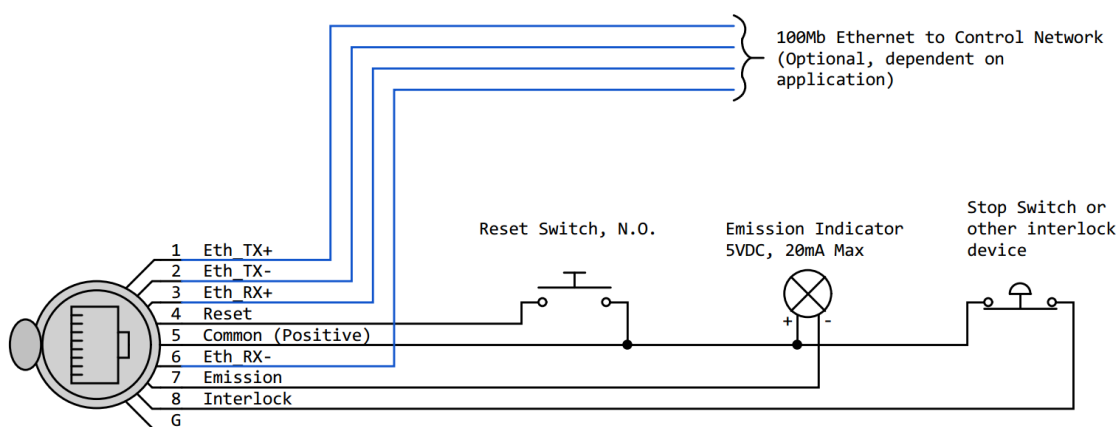 100Mb Ethernet to Control Network
(Optional, dependent on
application)
Stop Switch or
other interlock
device
Reset Switch, N.O.
Emission Indicator
5VDC, 20mA Max
+ -
1 Eth_TX+
2 Eth_TX-
3 Eth_RX+
4 Reset
5 Common (Positive)
6 Eth_RX-
7 Emission
8 Interlock
G